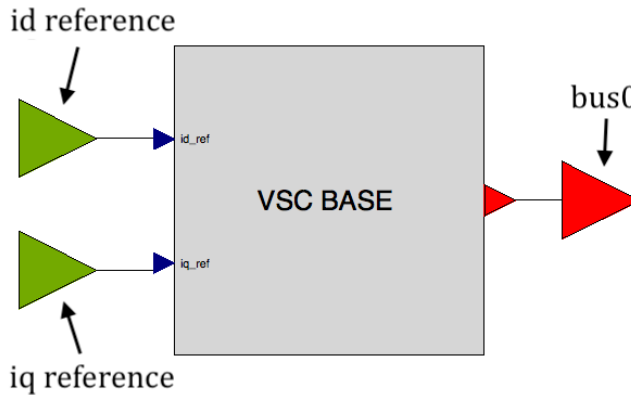 id reference
bus0
id_ref
VSC BASE
iq_ref
iq reference